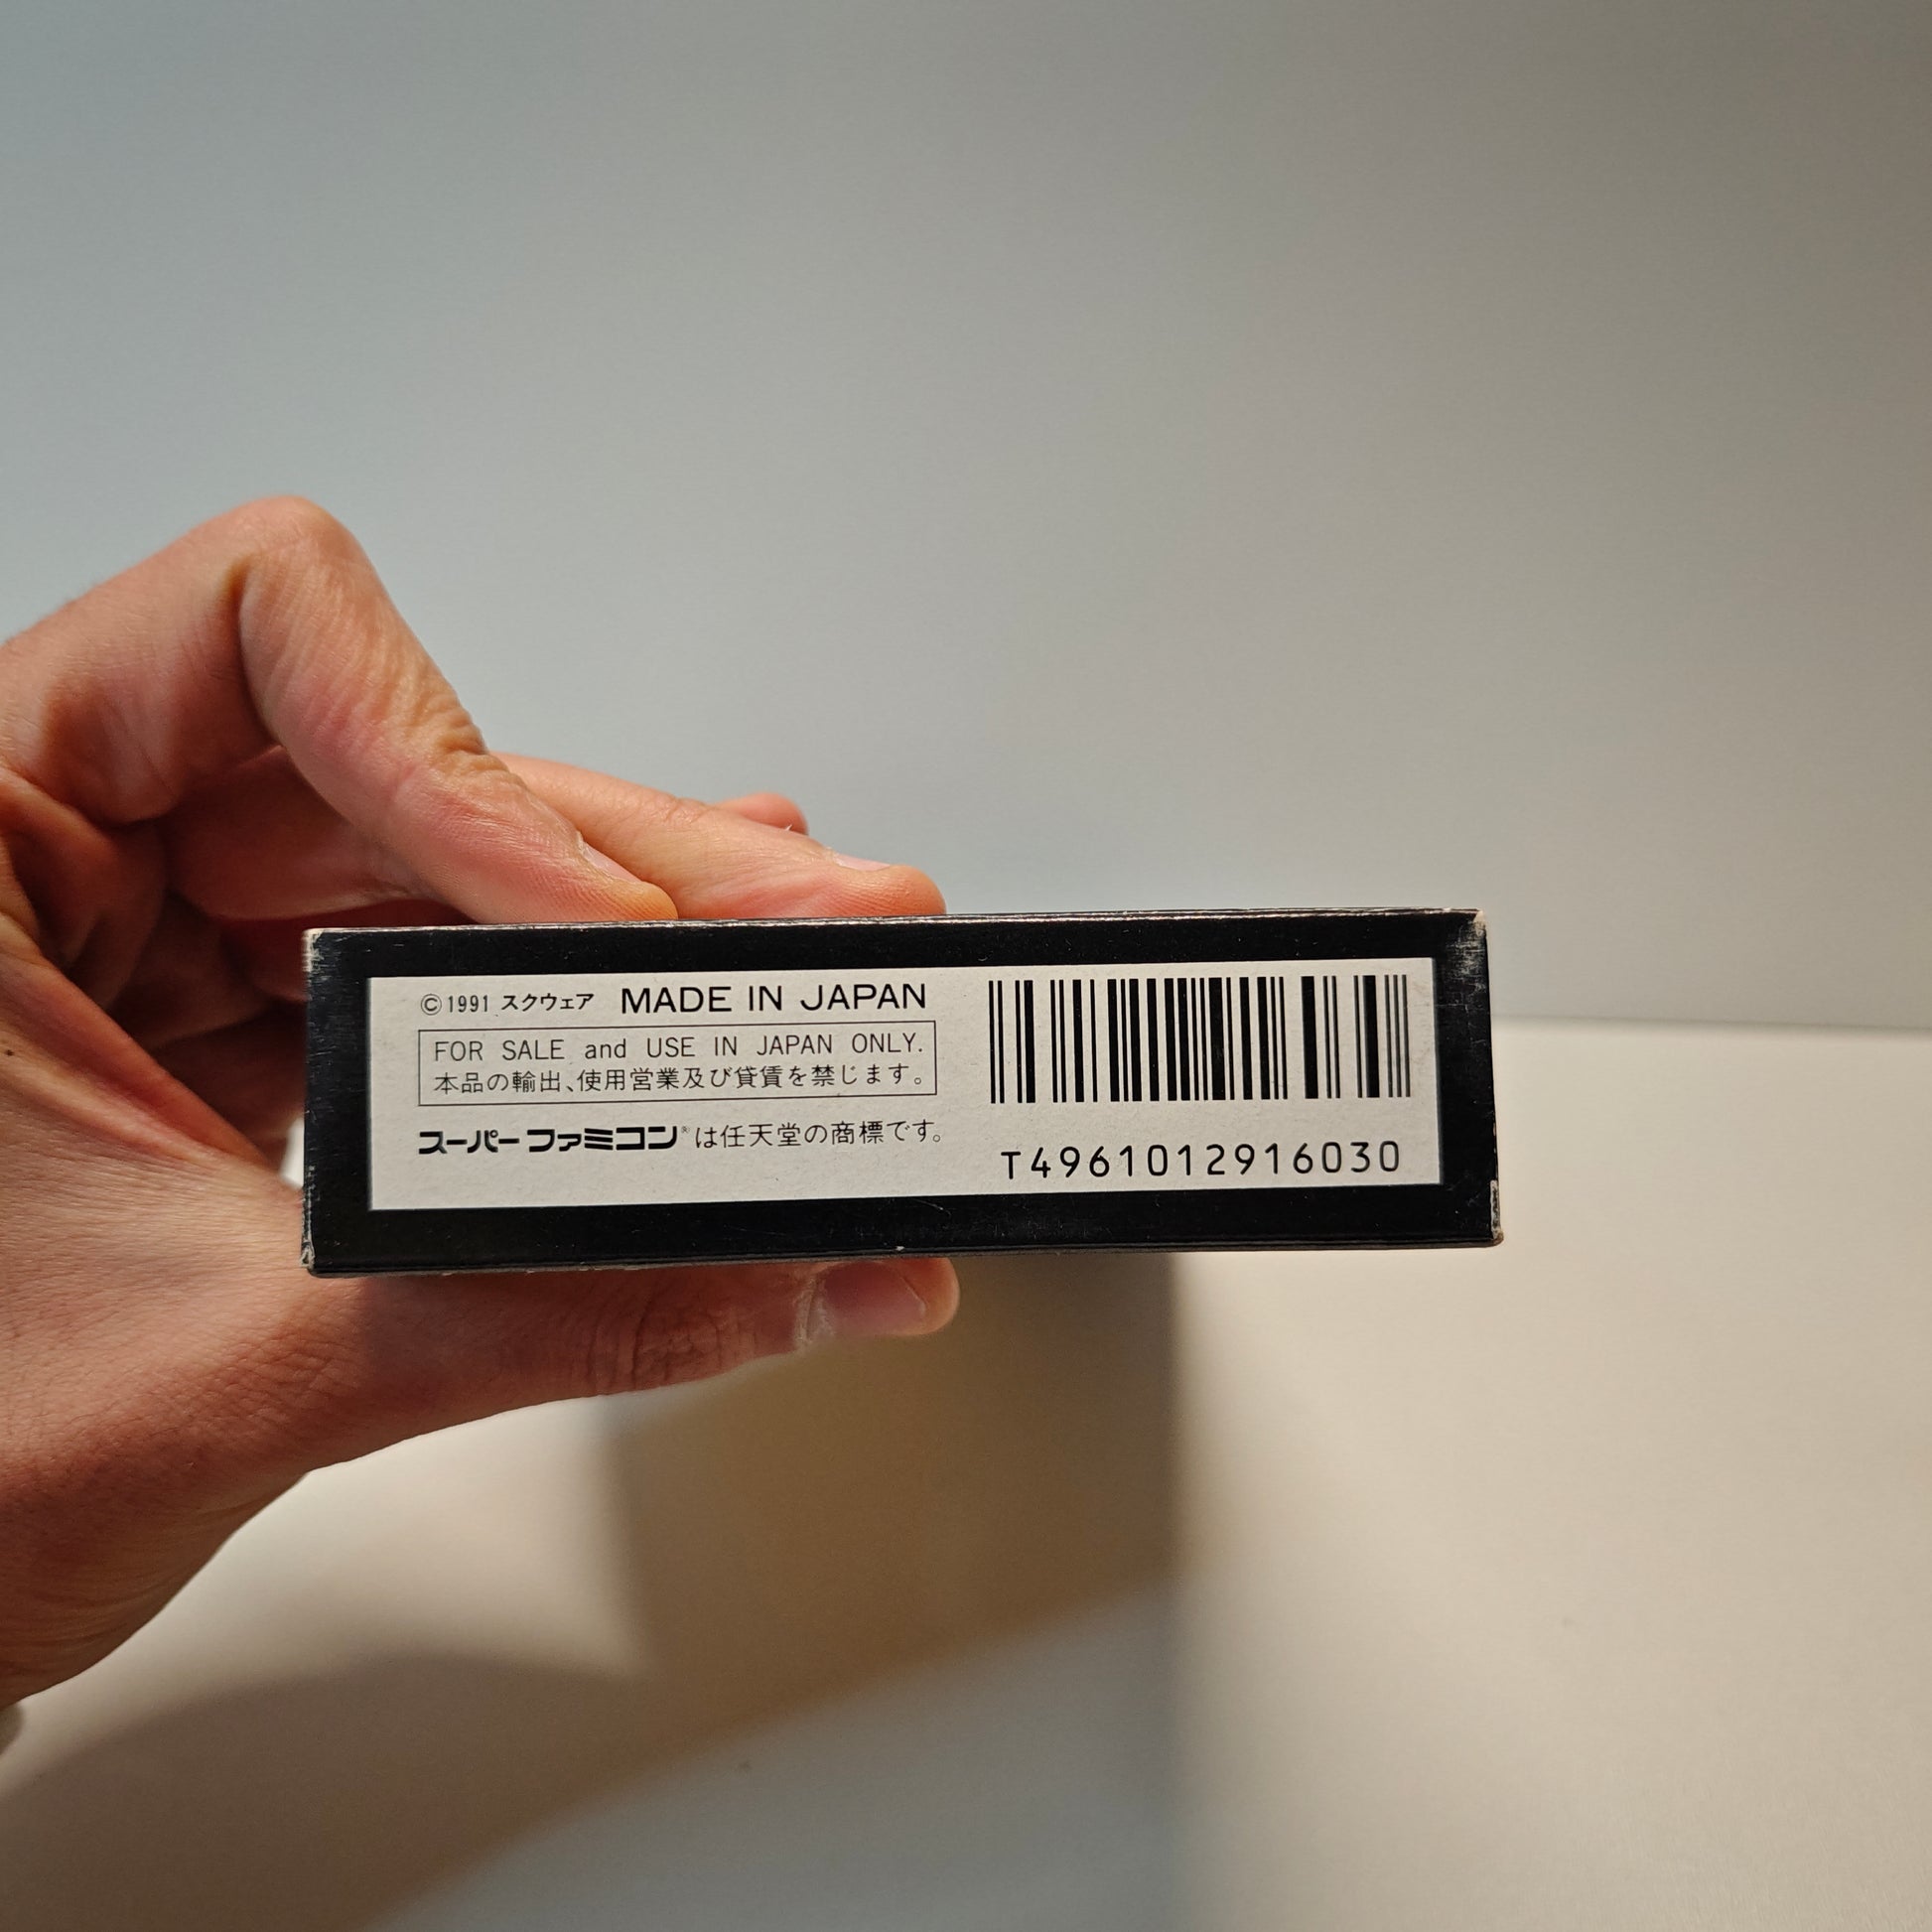 ©1991 スクウェア MADE IN JAPAN
FOR SALE and USE IN JAPAN ONLY.
本品の輸出、使用営業及び貸賃を禁じます。
スーパーファミコン®は任天堂の商標です。
T4961012916030